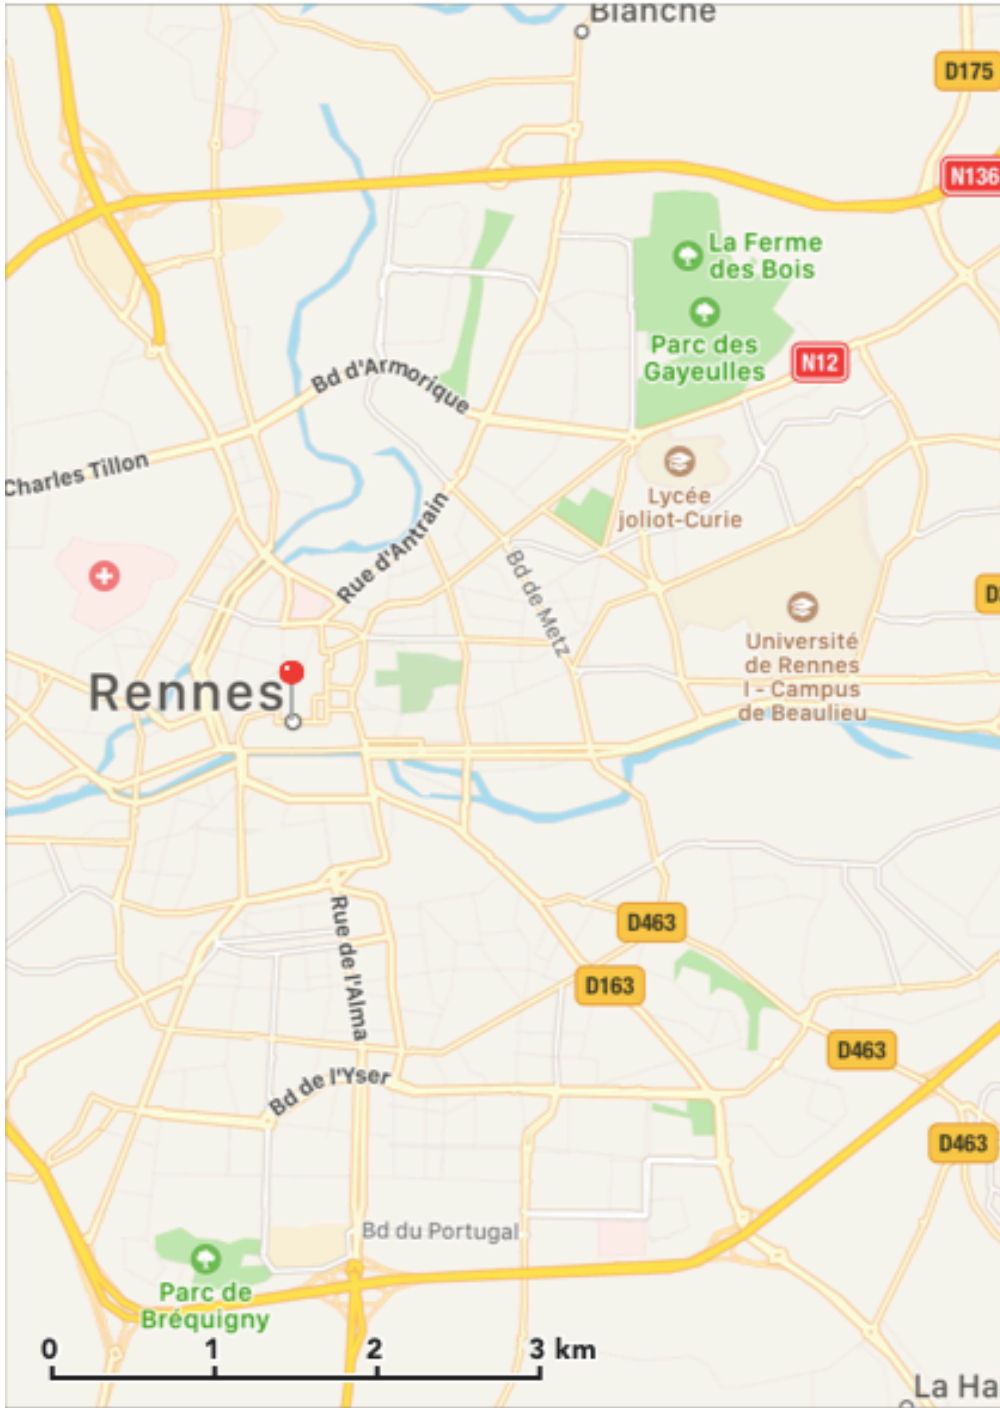 Blanche
D175
N136
La Ferme
des Bois
Parc des
Gayeulles
N12
Bd d'Armorique
Charles Tillon
Lycée
joliot-Curie
Rue d'Antrain
Bd de Metz
Université
de Rennes
I - Campus
de Beaulieu
Rennes
D463
Rue de l'Alma
D163
D463
Bd de l'Yser
D463
Bd du Portugal
Parc de
Bréquigny
0 1 2 3 km
La Ha